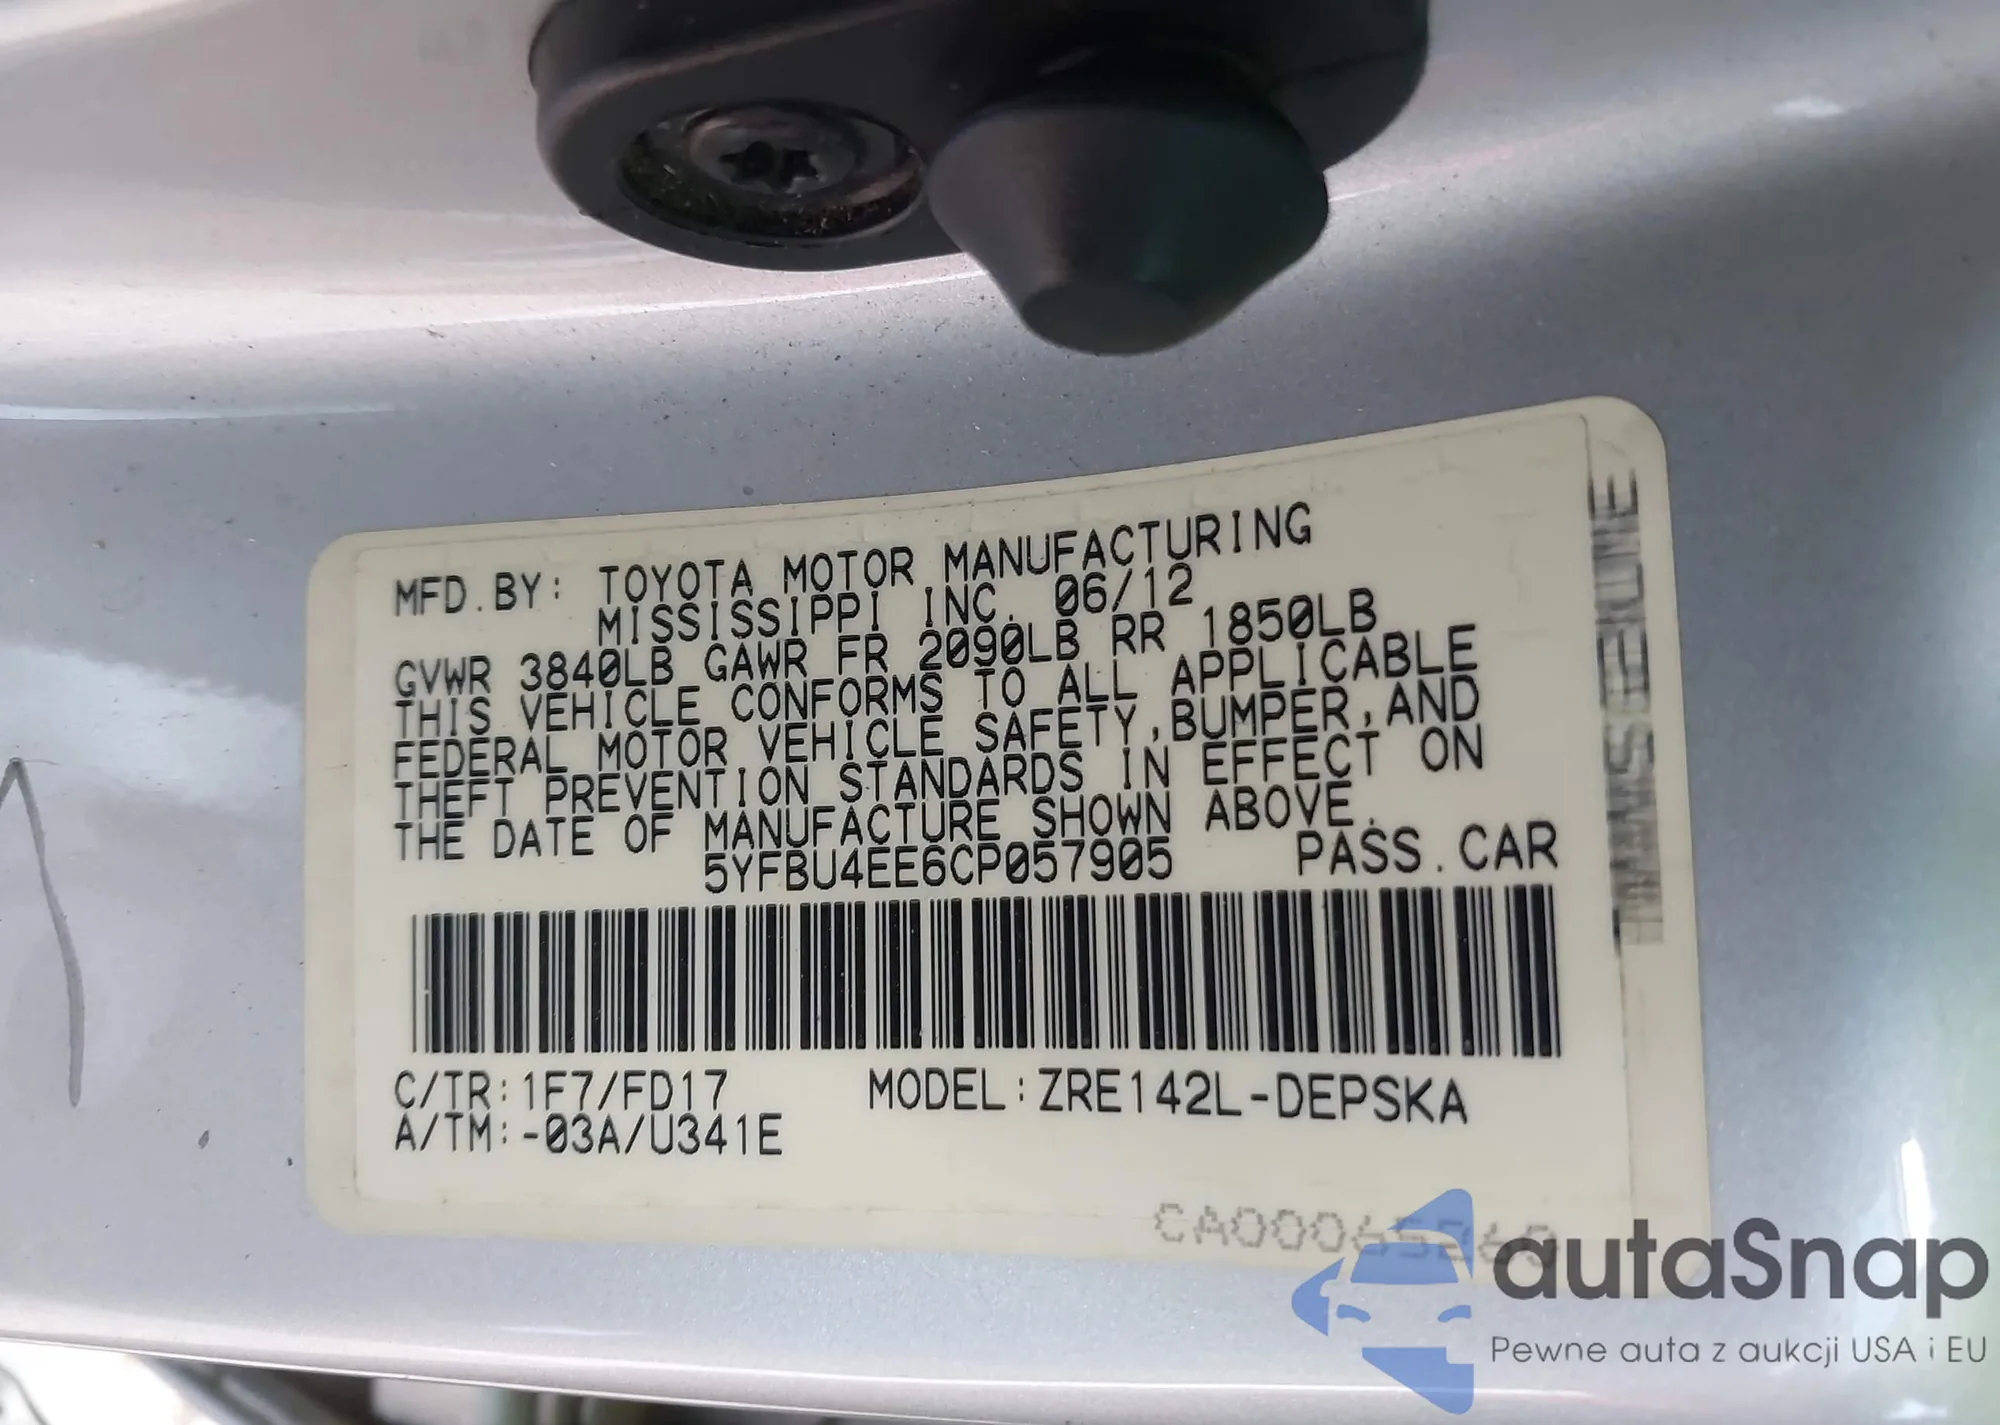 MFD.BY: TOYOTA MOTOR MANUFACTURING
MISSISSIPPI INC. 06/12
GVWR 3840LB GAWR FR 2090LB RR 1850LB
THIS VEHICLE CONFORMS TO ALL APPLICABLE
FEDERAL MOTOR VEHICLE SAFETY,BUMPER,AND
THEFT PREVENTION STANDARDS IN EFFECT ON
THE DATE OF MANUFACTURE SHOWN ABOVE.
5YFBU4EE6CP057905 PASS.CAR
C/TR:1F7/FD17 MODEL:ZRE142L-DEPSKA
A/TM:-03A/U341E
autaSnap
Pewne auta z aukcji USA i EU